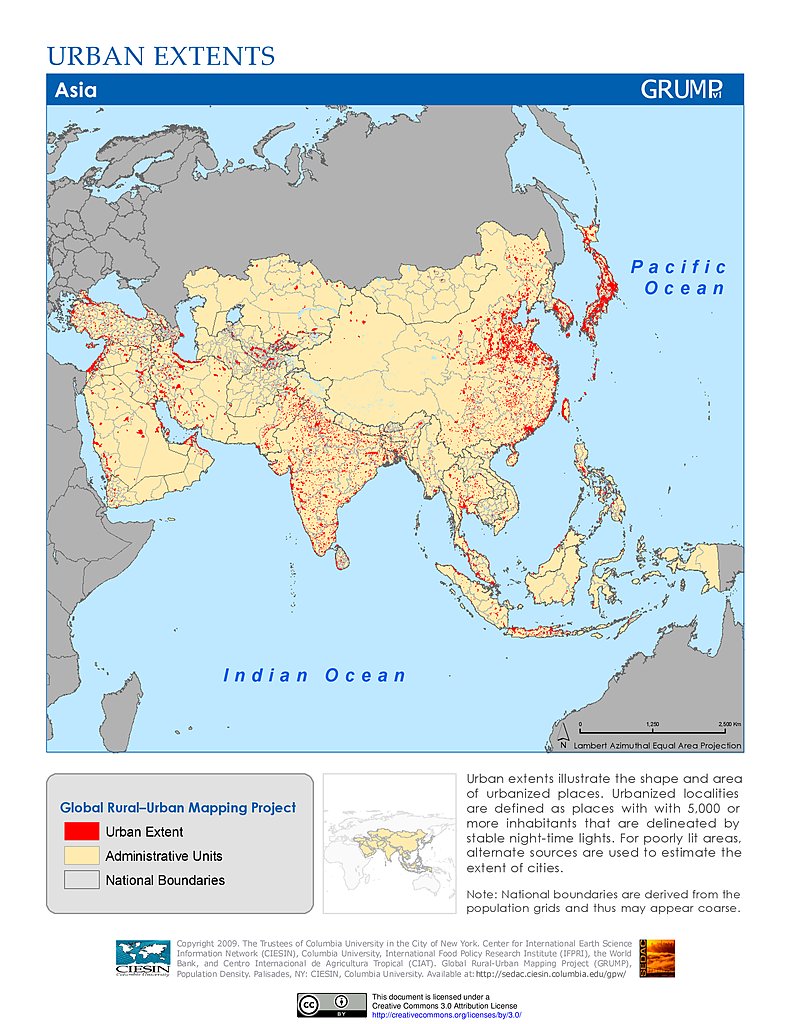 URBAN EXTENTS
Asia
GRUMPv1
Pacific
Ocean
Indian Ocean
0 1,250 2,500 Km
N
Lambert Azimuthal Equal Area Projection
Global Rural–Urban Mapping Project
Urban Extent
Administrative Units
National Boundaries
Urban extents illustrate the shape and area
of urbanized places. Urbanized localities
are defined as places with with 5,000 or
more inhabitants that are delineated by
stable night-time lights. For poorly lit areas,
alternate sources are used to estimate the
extent of cities.
Note: National boundaries are derived from the
population grids and thus may appear coarse.
CIESIN
Copyright 2009. The Trustees of Columbia University in the City of New York. Center for International Earth Science
Information Network (CIESIN), Columbia University, International Food Policy Research Institute (IFPRI), the World
Bank, and Centro Internacional de Agricultura Tropical (CIAT). Global Rural-Urban Mapping Project (GRUMP),
Population Density. Palisades, NY: CIESIN, Columbia University. Available at: http://sedac.ciesin.columbia.edu/gpw/
SEDAC
cc
BY
This document is licensed under a
Creative Commons 3.0 Attribution License
http://creativecommons.org/licenses/by/3.0/